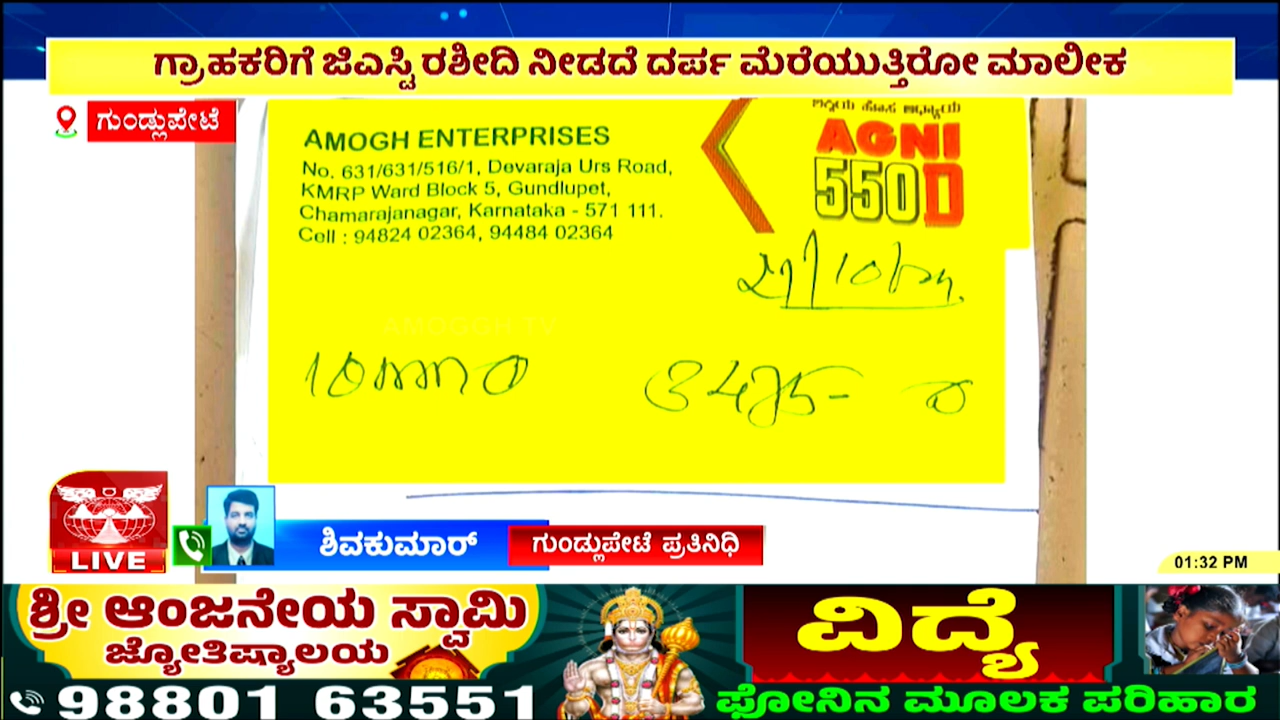 ಗ್ರಾಹಕರಿಗೆ ಜಿಎಸ್ಟಿ ರಶೀದಿ ನೀಡದೆ ದರ್ಪ ಮೆರೆಯುತ್ತಿರೋ ಮಾಲೀಕ
ಗುಂಡ್ಲುಪೇಟೆ
AMOGH ENTERPRISES
No. 631/631/516/1, Devaraja Urs Road,
KMRP Ward Block 5, Gundlupet,
Chamarajanagar, Karnataka - 571 111.
Cell : 94824 02364, 94484 02364
AGNI
550D
AMOGGH TV
LIVE
ಶಿವಕುಮಾರ್
ಗುಂಡ್ಲುಪೇಟೆ ಪ್ರತಿನಿಧಿ
01:32 PM
ಶ್ರೀ ಆಂಜನೇಯ ಸ್ವಾಮಿ
ಜ್ಯೋತಿಷ್ಯಾಲಯ
98801 63551
ವಿದ್ಯೆ
ಫೋನಿನ ಮೂಲಕ ಪರಿಹಾರ